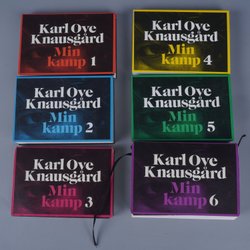 Karl Ove
Knausgård
Min
kamp 1
Karl Ove
Knausgård
Min
kamp 2
Karl Ove
Knausgård
Min
kamp 3
Karl Ove
Knausgård
Min
kamp 4
Karl Ove
Knausgård
Min
kamp 5
Karl Ove
Knausgård
Min
kamp 6